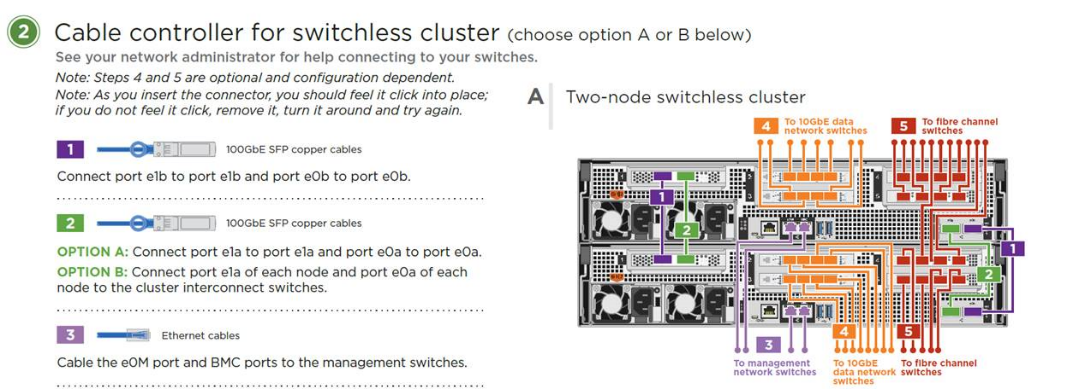 2 Cable controller for switchless cluster (choose option A or B below)
See your network administrator for help connecting to your switches.
Note: Steps 4 and 5 are optional and configuration dependent.
Note: As you insert the connector, you should feel it click into place;
if you do not feel it click, remove it, turn it around and try again.
1 100GbE SFP copper cables
Connect port e1b to port e1b and port e0b to port e0b.
2 100GbE SFP copper cables
OPTION A: Connect port e1a to port e1a and port e0a to port e0a.
OPTION B: Connect port e1a of each node and port e0a of each
node to the cluster interconnect switches.
3 Ethernet cables
Cable the e0M port and BMC ports to the management switches.
A Two-node switchless cluster
4 To 10GbE data
network switches
5 To fibre channel
switches
1
2
1
2
3
4
5
To management
network switches
To 10GbE
data network
switches
To fibre channel
switches